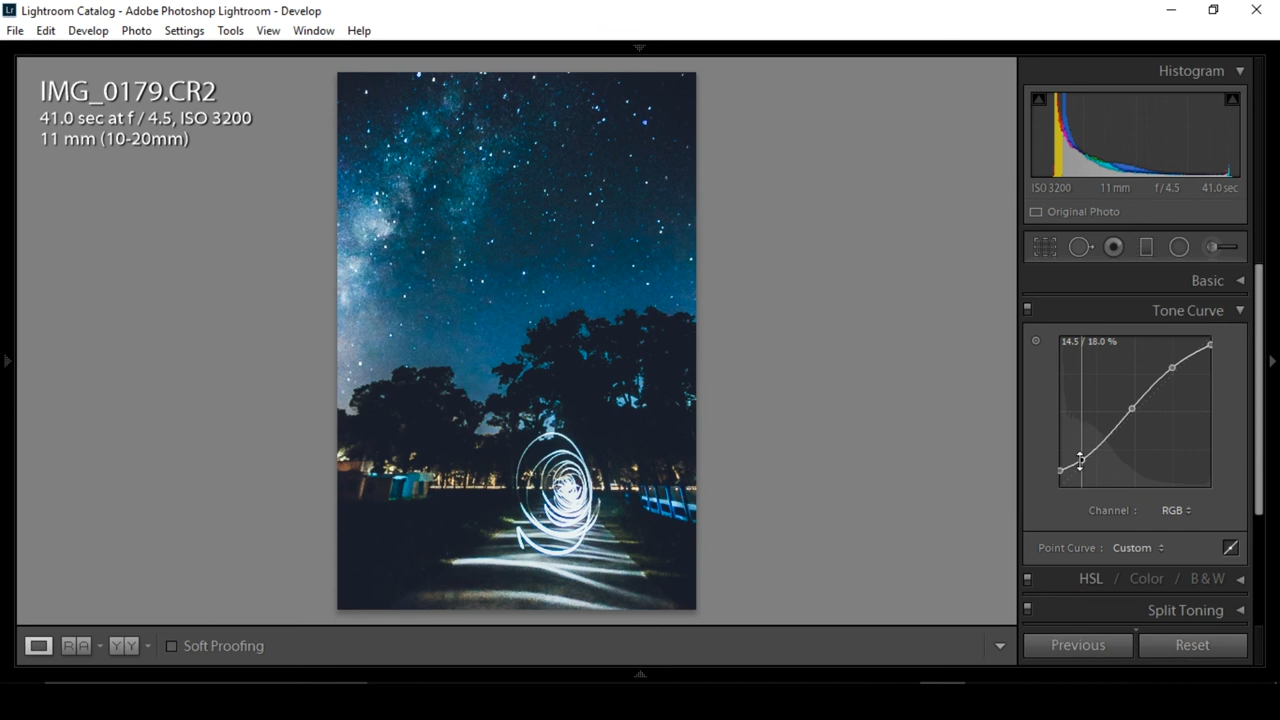 Lr Lightroom Catalog - Adobe Photoshop Lightroom - Develop
File Edit Develop Photo Settings Tools View Window Help
IMG_0179.CR2
41.0 sec at f / 4.5, ISO 3200
11 mm (10-20mm)
Histogram
ISO 3200 11 mm f / 4.5 41.0 sec
Original Photo
Basic
Tone Curve
14.5 / 18.0 %
Channel : RGB
Point Curve : Custom
HSL / Color / B & W
Split Toning
R A Y Y Soft Proofing
Previous Reset